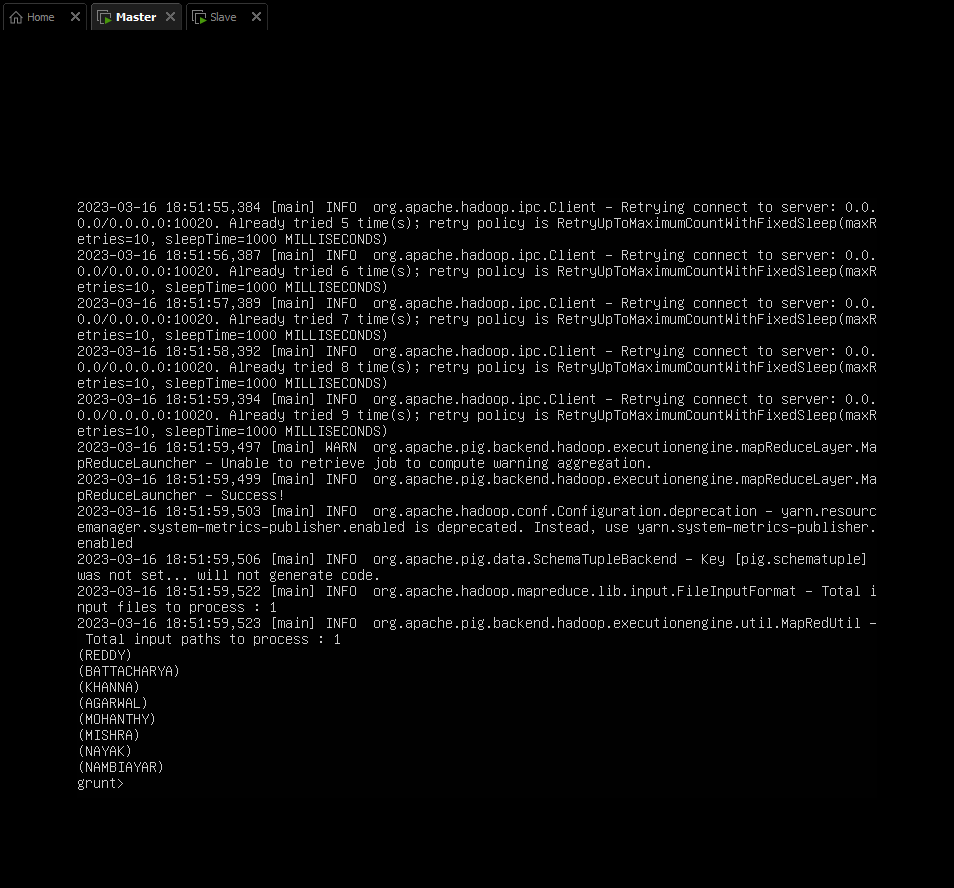 Home
Master
Slave
2023-03-16 18:51:55,384 [main] INFO  org.apache.hadoop.ipc.Client - Retrying connect to server: 0.0.
0.0/0.0.0.0:10020. Already tried 5 time(s); retry policy is RetryUpToMaximumCountWithFixedSleep(maxR
etries=10, sleepTime=1000 MILLISECONDS)
2023-03-16 18:51:56,387 [main] INFO  org.apache.hadoop.ipc.Client - Retrying connect to server: 0.0.
0.0/0.0.0.0:10020. Already tried 6 time(s); retry policy is RetryUpToMaximumCountWithFixedSleep(maxR
etries=10, sleepTime=1000 MILLISECONDS)
2023-03-16 18:51:57,389 [main] INFO  org.apache.hadoop.ipc.Client - Retrying connect to server: 0.0.
0.0/0.0.0.0:10020. Already tried 7 time(s); retry policy is RetryUpToMaximumCountWithFixedSleep(maxR
etries=10, sleepTime=1000 MILLISECONDS)
2023-03-16 18:51:58,392 [main] INFO  org.apache.hadoop.ipc.Client - Retrying connect to server: 0.0.
0.0/0.0.0.0:10020. Already tried 8 time(s); retry policy is RetryUpToMaximumCountWithFixedSleep(maxR
etries=10, sleepTime=1000 MILLISECONDS)
2023-03-16 18:51:59,394 [main] INFO  org.apache.hadoop.ipc.Client - Retrying connect to server: 0.0.
0.0/0.0.0.0:10020. Already tried 9 time(s); retry policy is RetryUpToMaximumCountWithFixedSleep(maxR
etries=10, sleepTime=1000 MILLISECONDS)
2023-03-16 18:51:59,497 [main] WARN  org.apache.pig.backend.hadoop.executionengine.mapReduceLayer.Ma
pReduceLauncher - Unable to retrieve job to compute warning aggregation.
2023-03-16 18:51:59,499 [main] INFO  org.apache.pig.backend.hadoop.executionengine.mapReduceLayer.Ma
pReduceLauncher - Success!
2023-03-16 18:51:59,503 [main] INFO  org.apache.hadoop.conf.Configuration.deprecation - yarn.resourc
emanager.system-metrics-publisher.enabled is deprecated. Instead, use yarn.system-metrics-publisher.
enabled
2023-03-16 18:51:59,506 [main] INFO  org.apache.pig.data.SchemaTupleBackend - Key [pig.schematuple]
was not set... will not generate code.
2023-03-16 18:51:59,522 [main] INFO  org.apache.hadoop.mapreduce.lib.input.FileInputFormat - Total i
nput files to process : 1
2023-03-16 18:51:59,523 [main] INFO  org.apache.pig.backend.hadoop.executionengine.util.MapRedUtil -
 Total input paths to process : 1
(REDDY)
(BATTACHARYA)
(KHANNA)
(AGARWAL)
(MOHANTHY)
(MISHRA)
(NAYAK)
(NAMBIAYAR)
grunt>